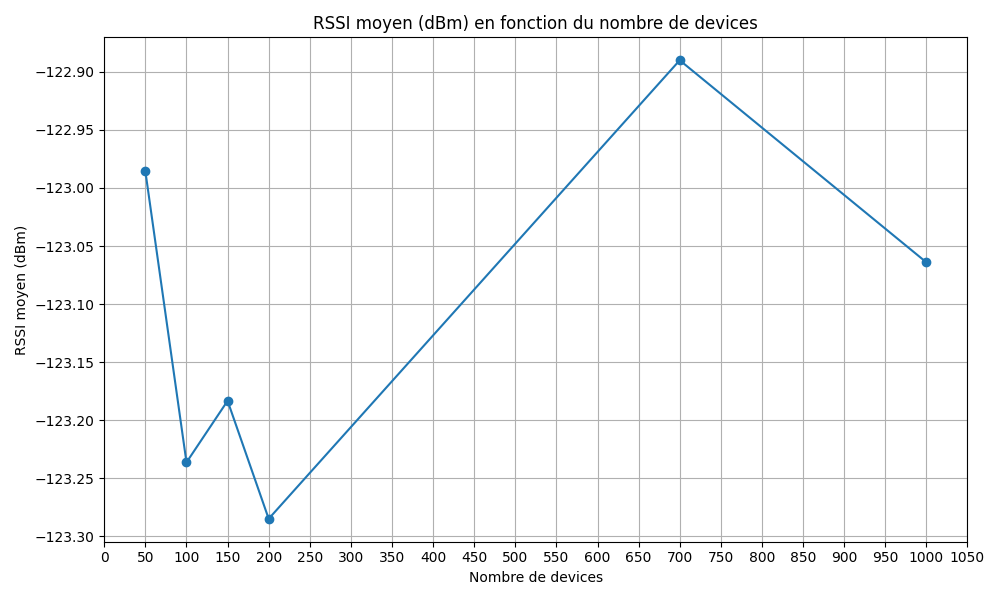 RSSI moyen (dBm) en fonction du nombre de devices
RSSI moyen (dBm)
−122.90
−122.95
−123.00
−123.05
−123.10
−123.15
−123.20
−123.25
−123.30
0 50 100 150 200 250 300 350 400 450 500 550 600 650 700 750 800 850 900 950 1000 1050
Nombre de devices